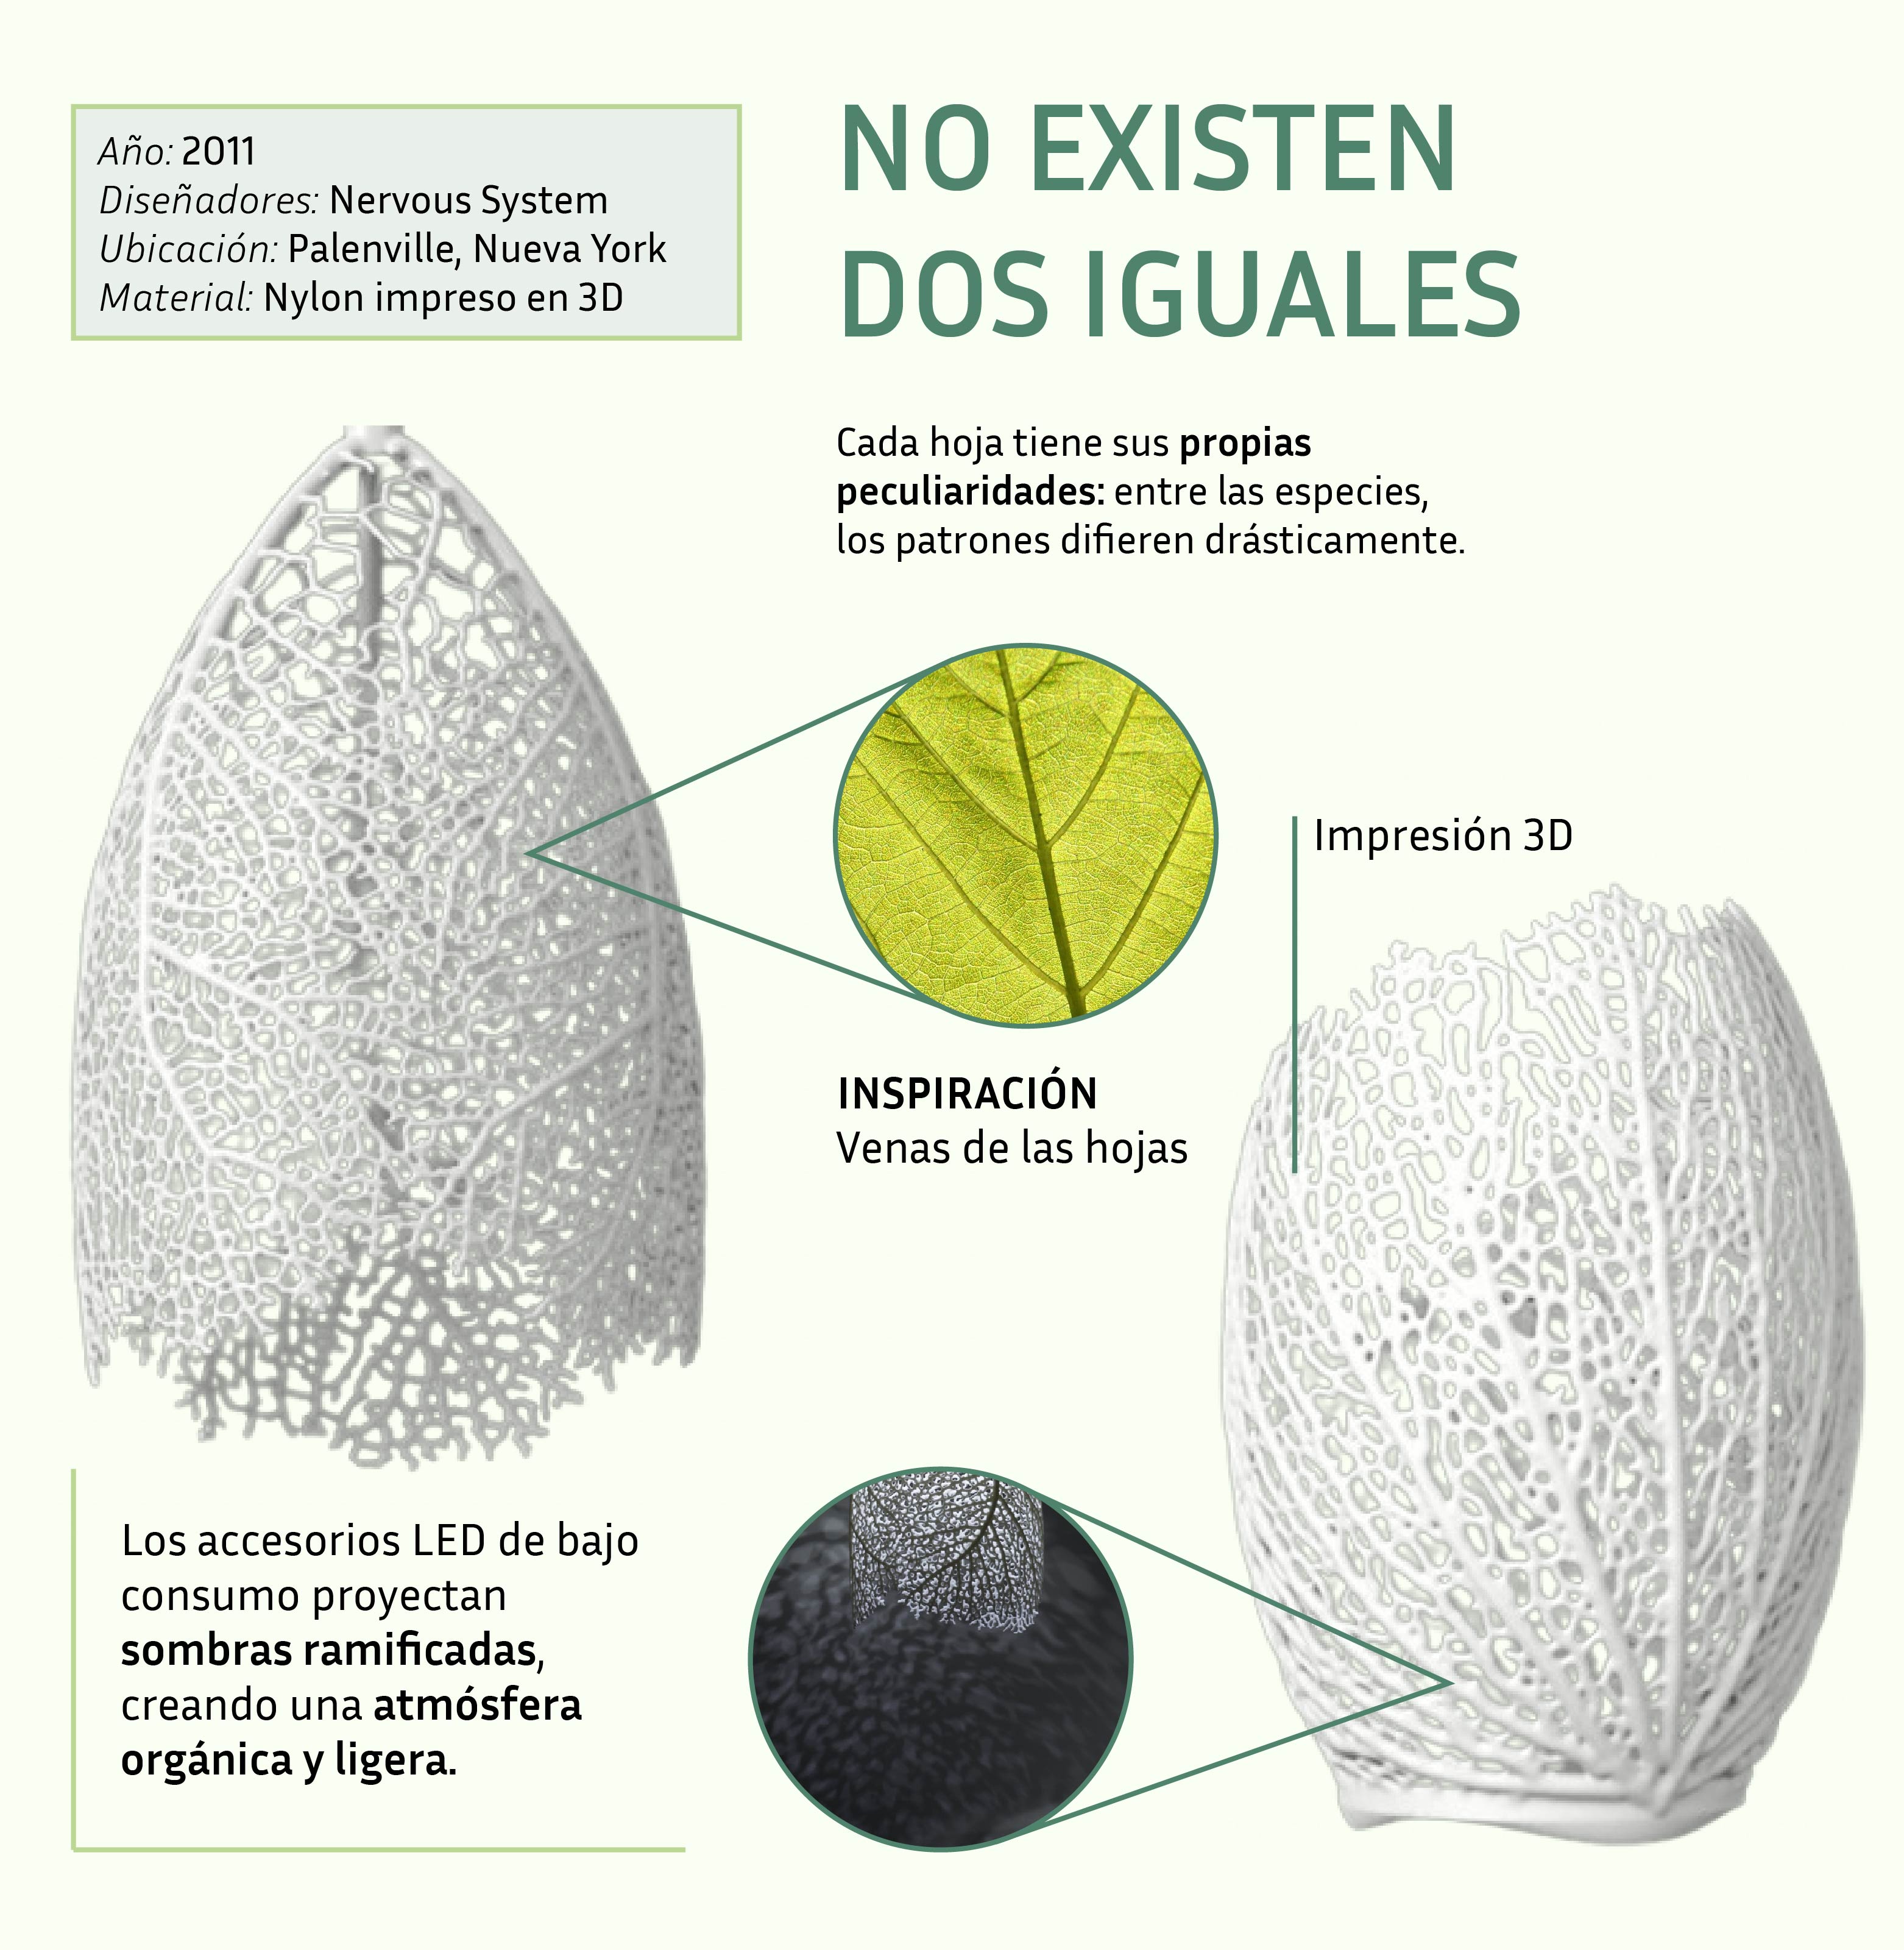 Año: 2011
Diseñadores: Nervous System
Ubicación: Palenville, Nueva York
Material: Nylon impreso en 3D
NO EXISTEN
DOS IGUALES
Cada hoja tiene sus propias
peculiaridades: entre las especies,
los patrones difieren drásticamente.
Impresión 3D
INSPIRACIÓN
Venas de las hojas
Los accesorios LED de bajo
consumo proyectan
sombras ramificadas,
creando una atmósfera
orgánica y ligera.